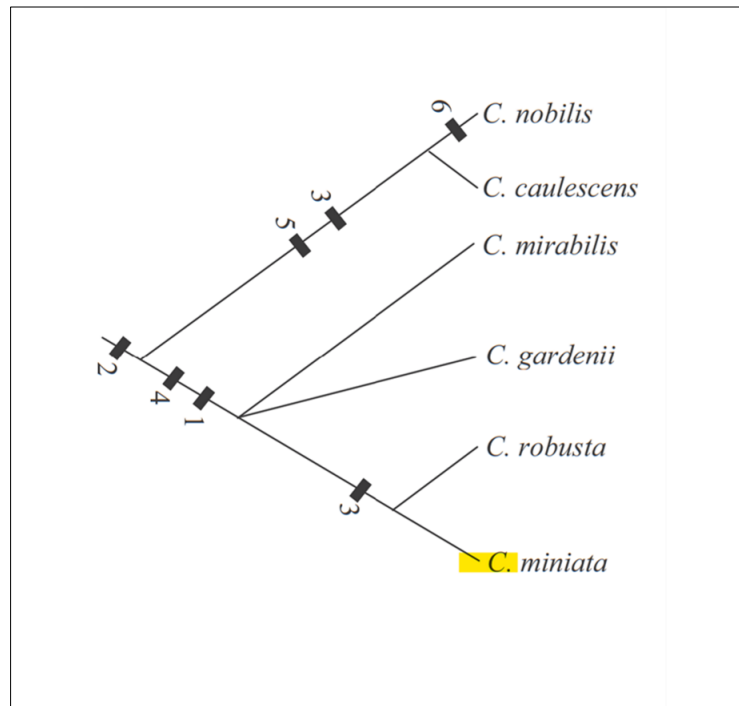 6
C. nobilis
C. caulescens
3
5
C. mirabilis
2
C. gardenii
4
1
C. robusta
3
C. miniata